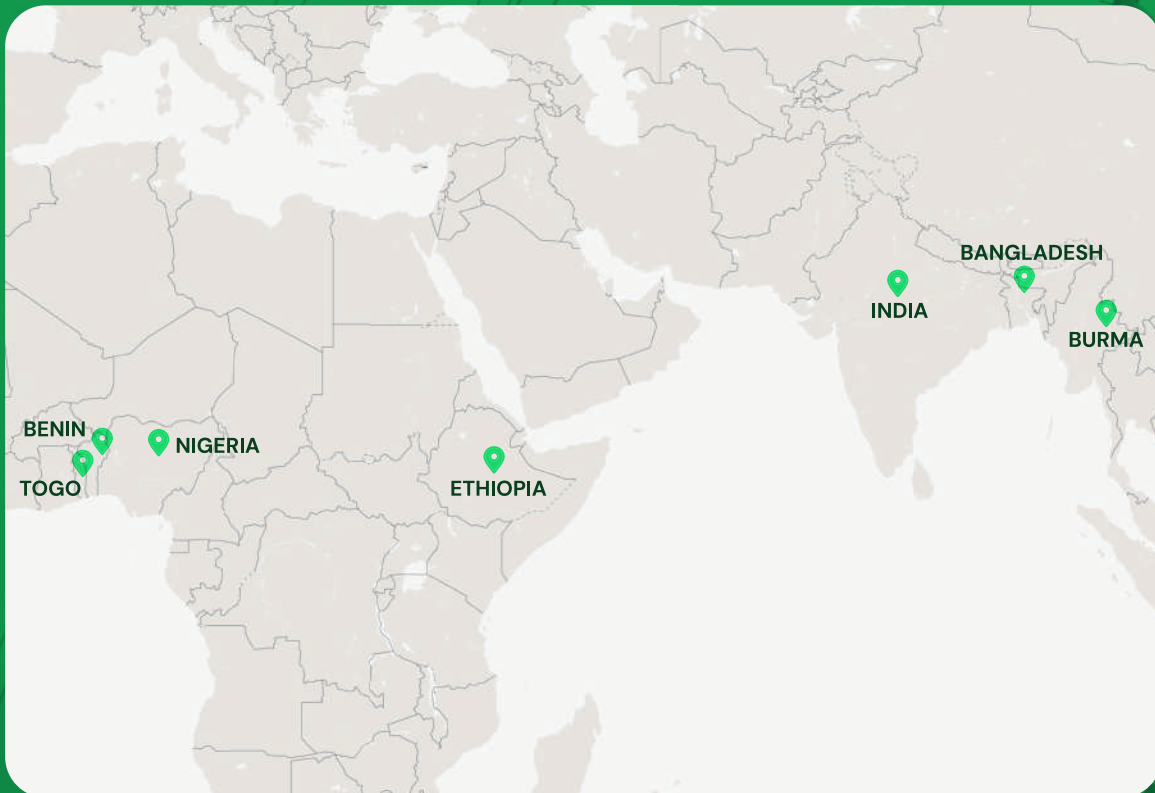 BANGLADESH
INDIA
BURMA
BENIN
NIGERIA
TOGO
ETHIOPIA